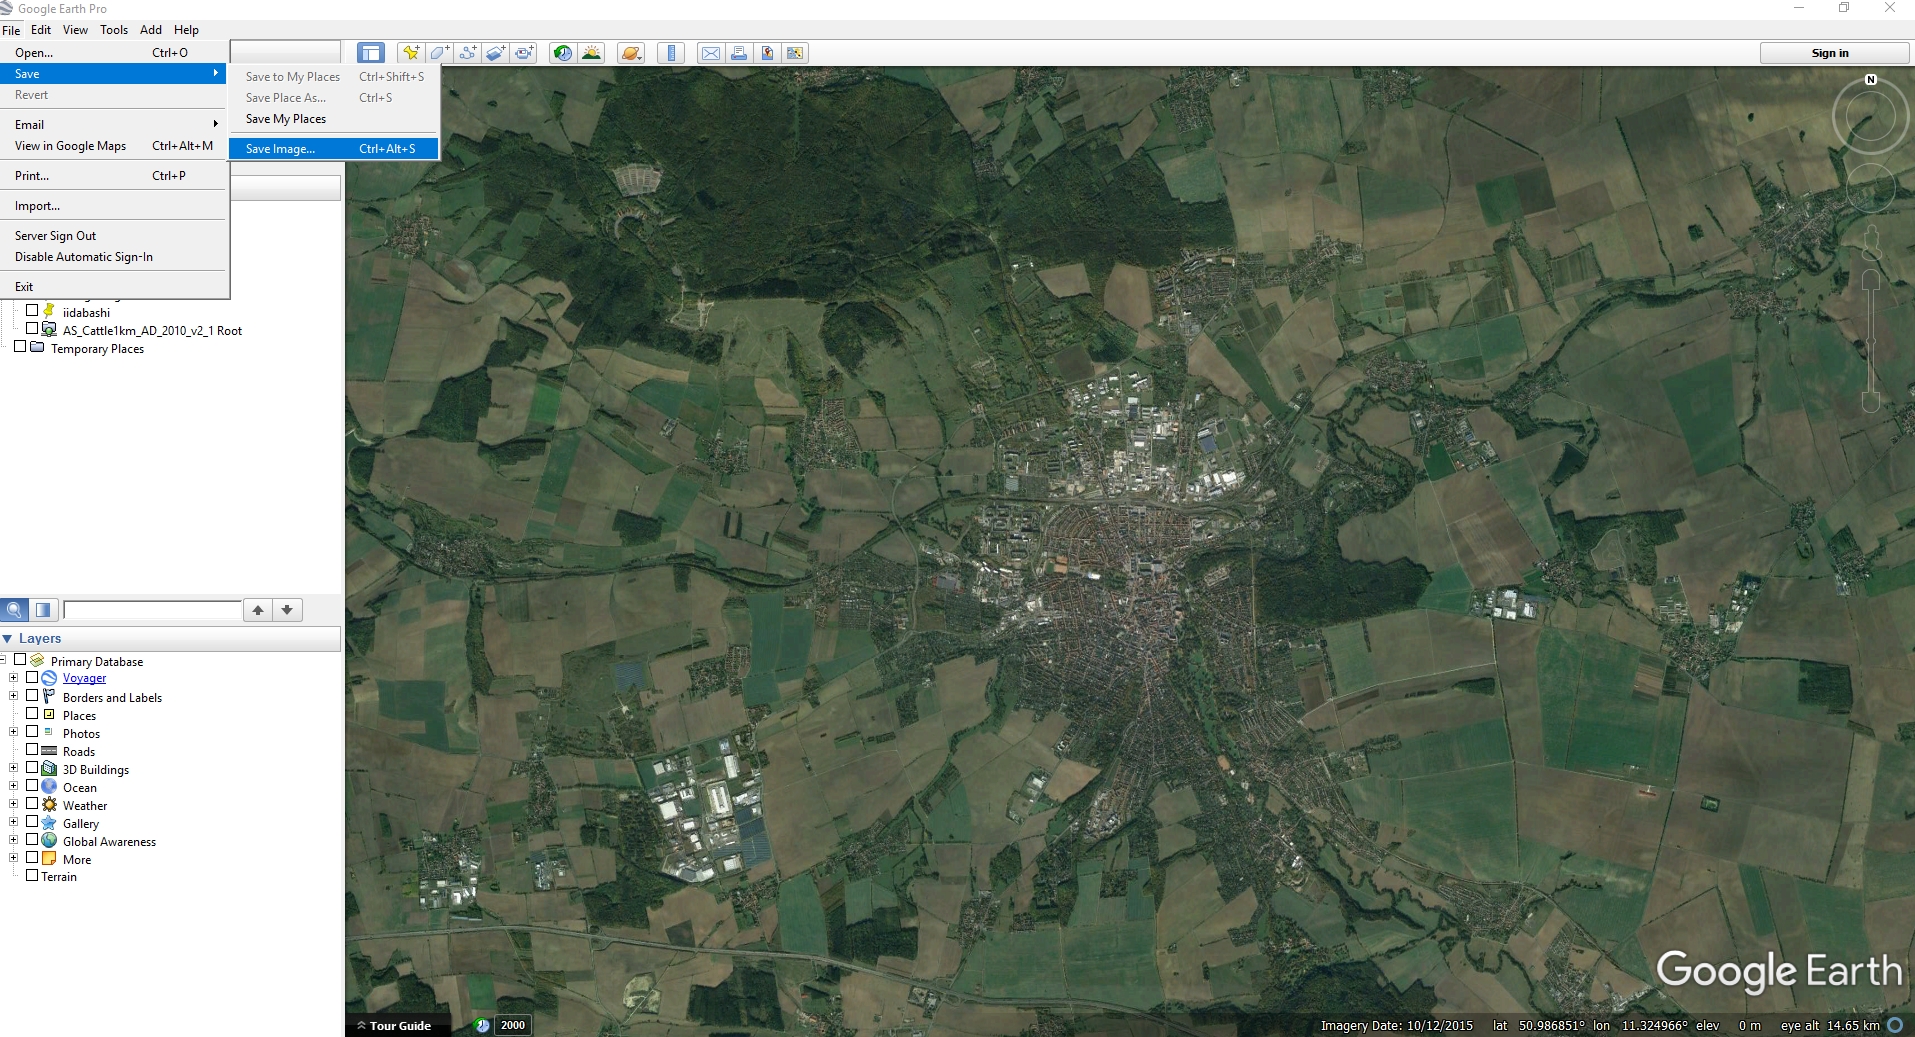 Google Earth Pro
File Edit View Tools Add Help
Open... Ctrl+O
Save
Revert
Email
View in Google Maps Ctrl+Alt+M
Print... Ctrl+P
Import...
Server Sign Out
Disable Automatic Sign-In
Exit
Save to My Places Ctrl+Shift+S
Save Place As... Ctrl+S
Save My Places
Save Image... Ctrl+Alt+S
Sign in
N
iidabashi
AS_Cattle1km_AD_2010_v2_1 Root
Temporary Places
Layers
Primary Database
Voyager
Borders and Labels
Places
Photos
Roads
3D Buildings
Ocean
Weather
Gallery
Global Awareness
More
Terrain
Google Earth
Tour Guide
2000
Imagery Date: 10/12/2015 lat 50.986851° lon 11.324966° elev 0 m eye alt 14.65 km